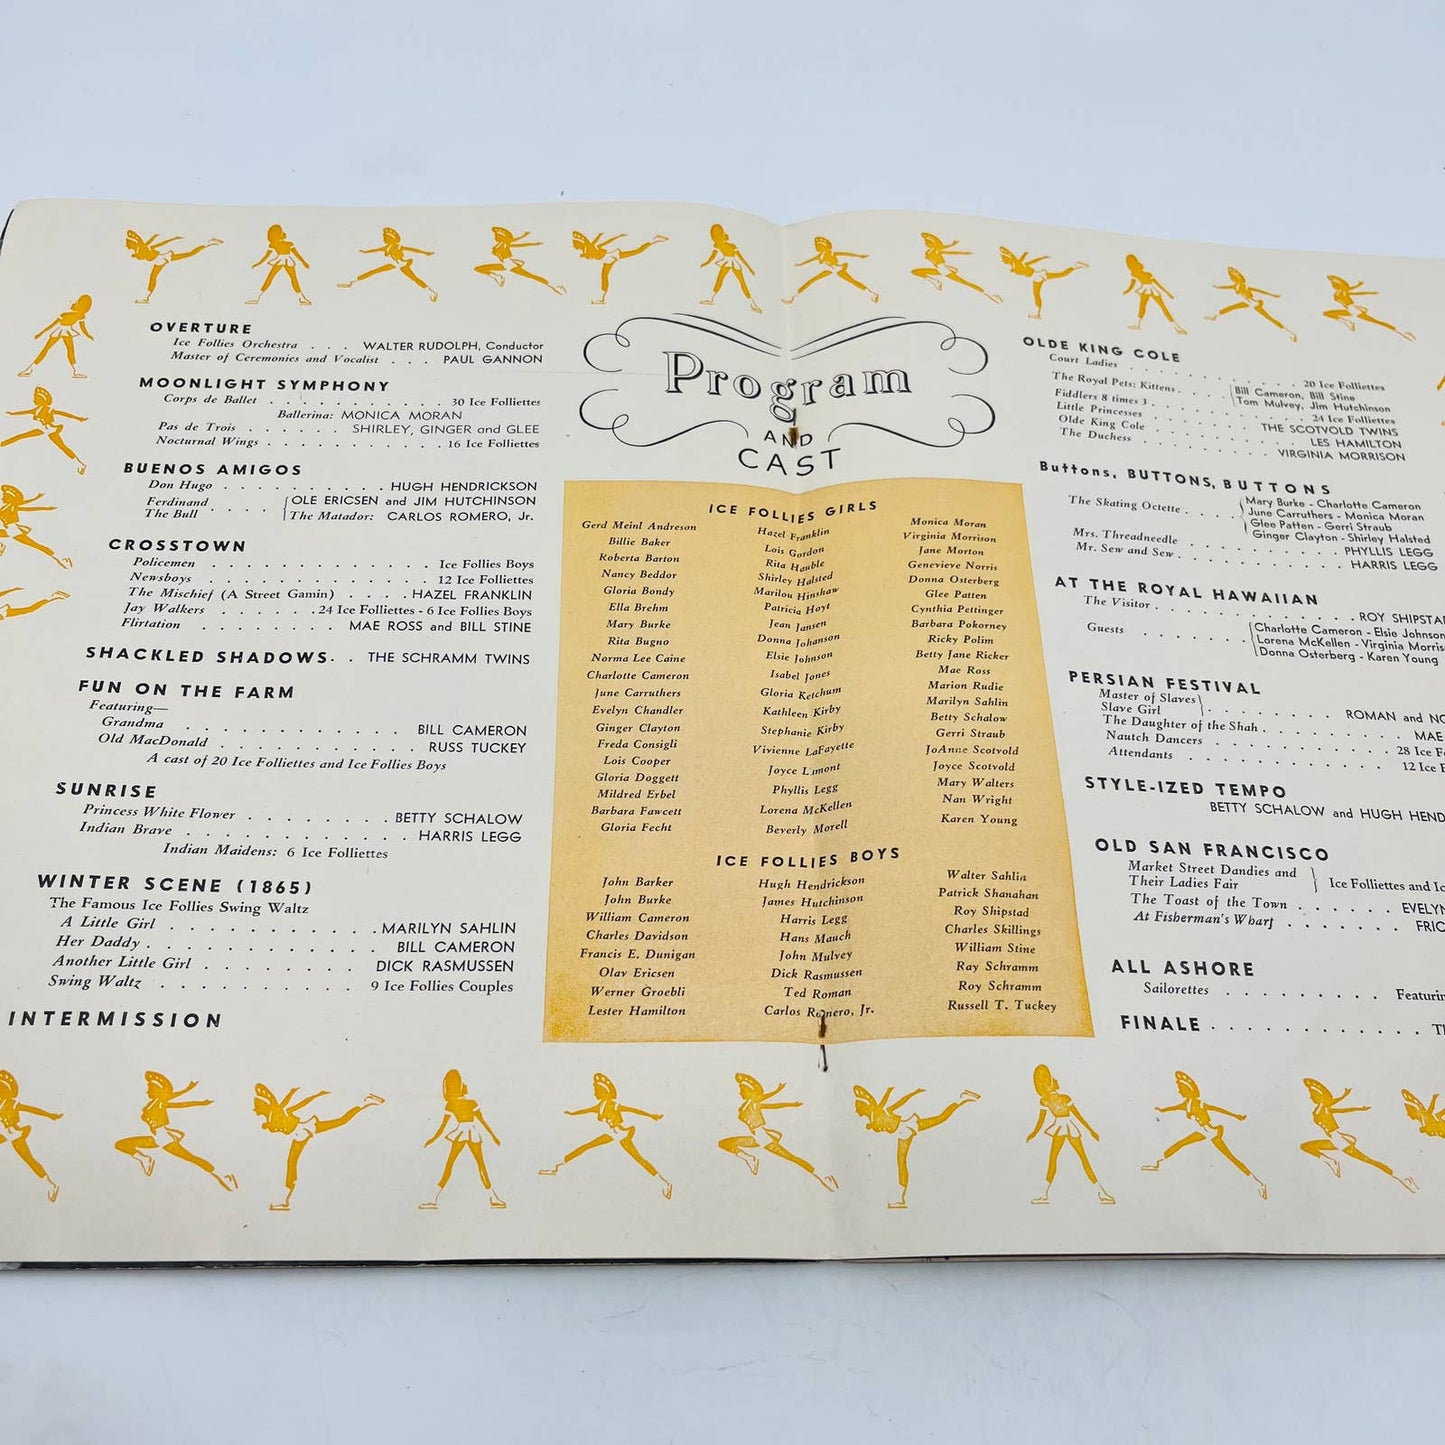 OVERTURE
Ice Follies Orchestra . . . WALTER RUDOLPH, Conductor
Master of Ceremonies and Vocalist . . . PAUL GANNON
MOONLIGHT SYMPHONY
Corps de Ballet . . . . . . . . . . . 30 Ice Folliettes
Ballerina: MONICA MORAN
Pas de Trois . . . . . . . SHIRLEY, GINGER and GLEE
Nocturnal Wings . . . . . . . . . . . 16 Ice Folliettes
BUENOS AMIGOS
Don Hugo . . . . . . . . . . HUGH HENDRICKSON
Ferdinand
The Bull . . . . { OLE ERICSEN and JIM HUTCHINSON
The Matador: CARLOS ROMERO, Jr.
CROSSTOWN
Policemen . . . . . . . . . . . . . Ice Follies Boys
Newsboys . . . . . . . . . . . . . 12 Ice Folliettes
The Mischief (A Street Gamin) . . . . HAZEL FRANKLIN
Jay Walkers . . . . . . 24 Ice Folliettes - 6 Ice Follies Boys
Flirtation . . . . . . . . MAE ROSS and BILL STINE
SHACKLED SHADOWS . . THE SCHRAMM TWINS
FUN ON THE FARM
Featuring—
Grandma . . . . . . . . . . . . BILL CAMERON
Old MacDonald . . . . . . . . . . . RUSS TUCKEY
A cast of 20 Ice Folliettes and Ice Follies Boys
SUNRISE
Princess White Flower . . . . . . . . BETTY SCHALOW
Indian Brave . . . . . . . . . . . . HARRIS LEGG
Indian Maidens: 6 Ice Folliettes
WINTER SCENE (1865)
The Famous Ice Follies Swing Waltz
A Little Girl . . . . . . . . . . . . MARILYN SAHLIN
Her Daddy . . . . . . . . . . . . BILL CAMERON
Another Little Girl . . . . . . . . DICK RASMUSSEN
Swing Waltz . . . . . . . . . . 9 Ice Follies Couples
INTERMISSION
Program
AND
CAST
ICE FOLLIES GIRLS
Gerd Meinl Andreson
Billie Baker
Roberta Barton
Nancy Beddor
Gloria Bondy
Ella Brehm
Mary Burke
Rita Bugno
Norma Lee Caine
Charlotte Cameron
June Carruthers
Evelyn Chandler
Ginger Clayton
Freda Consigli
Lois Cooper
Gloria Doggett
Mildred Erbel
Barbara Fawcett
Gloria Fecht
Hazel Franklin
Lois Gordon
Rita Hauble
Shirley Halsted
Marilou Hinshaw
Patricia Hoyt
Jean Jansen
Donna Johanson
Elsie Johnson
Isabel Jones
Gloria Ketchum
Kathleen Kirby
Stephanie Kirby
Vivienne LaFayette
Joyce Lamont
Phyllis Legg
Lorena McKellen
Beverly Morell
Monica Moran
Virginia Morrison
Jane Morton
Genevieve Norris
Donna Osterberg
Glee Patten
Cynthia Pettinger
Barbara Pokorney
Ricky Polim
Betty Jane Ricker
Mae Ross
Marion Rudie
Marilyn Sahlin
Betty Schalow
Gerri Straub
JoAnne Scotvold
Joyce Scotvold
Mary Walters
Nan Wright
Karen Young
ICE FOLLIES BOYS
John Barker
John Burke
William Cameron
Charles Davidson
Francis E. Dunigan
Olav Ericsen
Werner Groebli
Lester Hamilton
Hugh Hendrickson
James Hutchinson
Harris Legg
Hans Mauch
John Mulvey
Dick Rasmussen
Ted Roman
Carlos Romero, Jr.
Walter Sahlin
Patrick Shanahan
Roy Shipstad
Charles Skillings
William Stine
Ray Schramm
Roy Schramm
Russell T. Tuckey
OLDE KING COLE
Court Ladies . . . . . . . . . . . . 20 Ice Folliettes
The Royal Pets: Kittens . . . . { Bill Cameron, Bill Stine
Tom Mulvey, Jim Hutchinson
Fiddlers 8 times 3 . . . . . . . . . . 24 Ice Folliettes
Little Princesses . . . . . . . . THE SCOTVOLD TWINS
Olde King Cole . . . . . . . . . . . LES HAMILTON
The Duchess . . . . . . . . . . VIRGINIA MORRISON
Buttons, BUTTONS, BUTTONS
The Skating Octette . . . . { Mary Burke - Charlotte Cameron
June Carruthers - Monica Moran
Glee Patten - Gerri Straub
Ginger Clayton - Shirley Halsted
Mrs. Threadneedle . . . . . . . . . . PHYLLIS LEGG
Mr. Sew and Sew . . . . . . . . . . . HARRIS LEGG
AT THE ROYAL HAWAIIAN
The Visitor . . . . . . . . . . . . ROY SHIPSTA
Guests . . . . . . . { Charlotte Cameron - Elsie Johnson
Lorena McKellen - Virginia Morris
Donna Osterberg - Karen Young
PERSIAN FESTIVAL
Master of Slaves
Slave Girl } . . . . . . . . ROMAN and NO
The Daughter of the Shah . . . . . . . . MAE
Nautch Dancers . . . . . . . . . . . . 28 Ice F
Attendants . . . . . . . . . . . . . 12 Ice F
STYLE-IZED TEMPO
BETTY SCHALOW and HUGH HEND
OLD SAN FRANCISCO
Market Street Dandies and
Their Ladies Fair } Ice Folliettes and Ic
The Toast of the Town . . . . . . EVELYN
At Fisherman's Wharf . . . . . . . FRIC
ALL ASHORE
Sailorettes . . . . . . . . . Featurin
FINALE . . . . . . . . . . . .